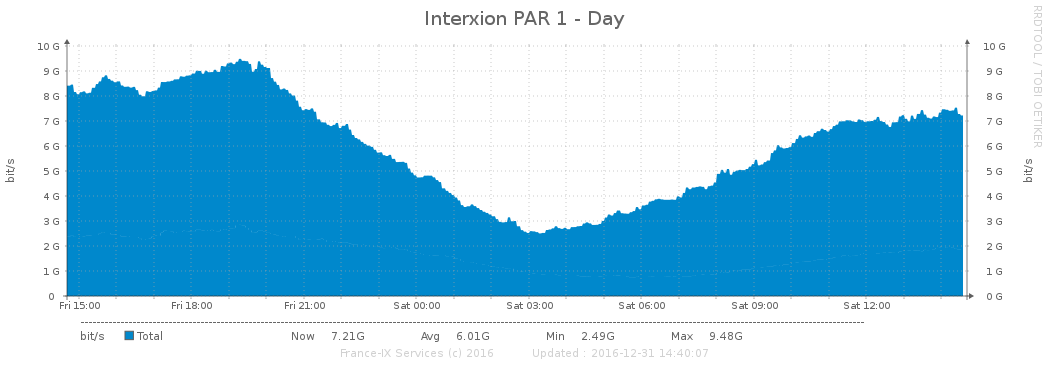 Interxion PAR 1 - Day
RRDTOOL / TOBI OETIKER
bit/s
bit/s
10 G 10 G
9 G 9 G
8 G 8 G
7 G 7 G
6 G 6 G
5 G 5 G
4 G 4 G
3 G 3 G
2 G 2 G
1 G 1 G
0 0 G
Fri 15:00 Fri 18:00 Fri 21:00 Sat 00:00 Sat 03:00 Sat 06:00 Sat 09:00 Sat 12:00
bit/s Total Now 7.21G Avg 6.01G Min 2.49G Max 9.48G
France-IX Services (c) 2016 Updated : 2016-12-31 14:40:07